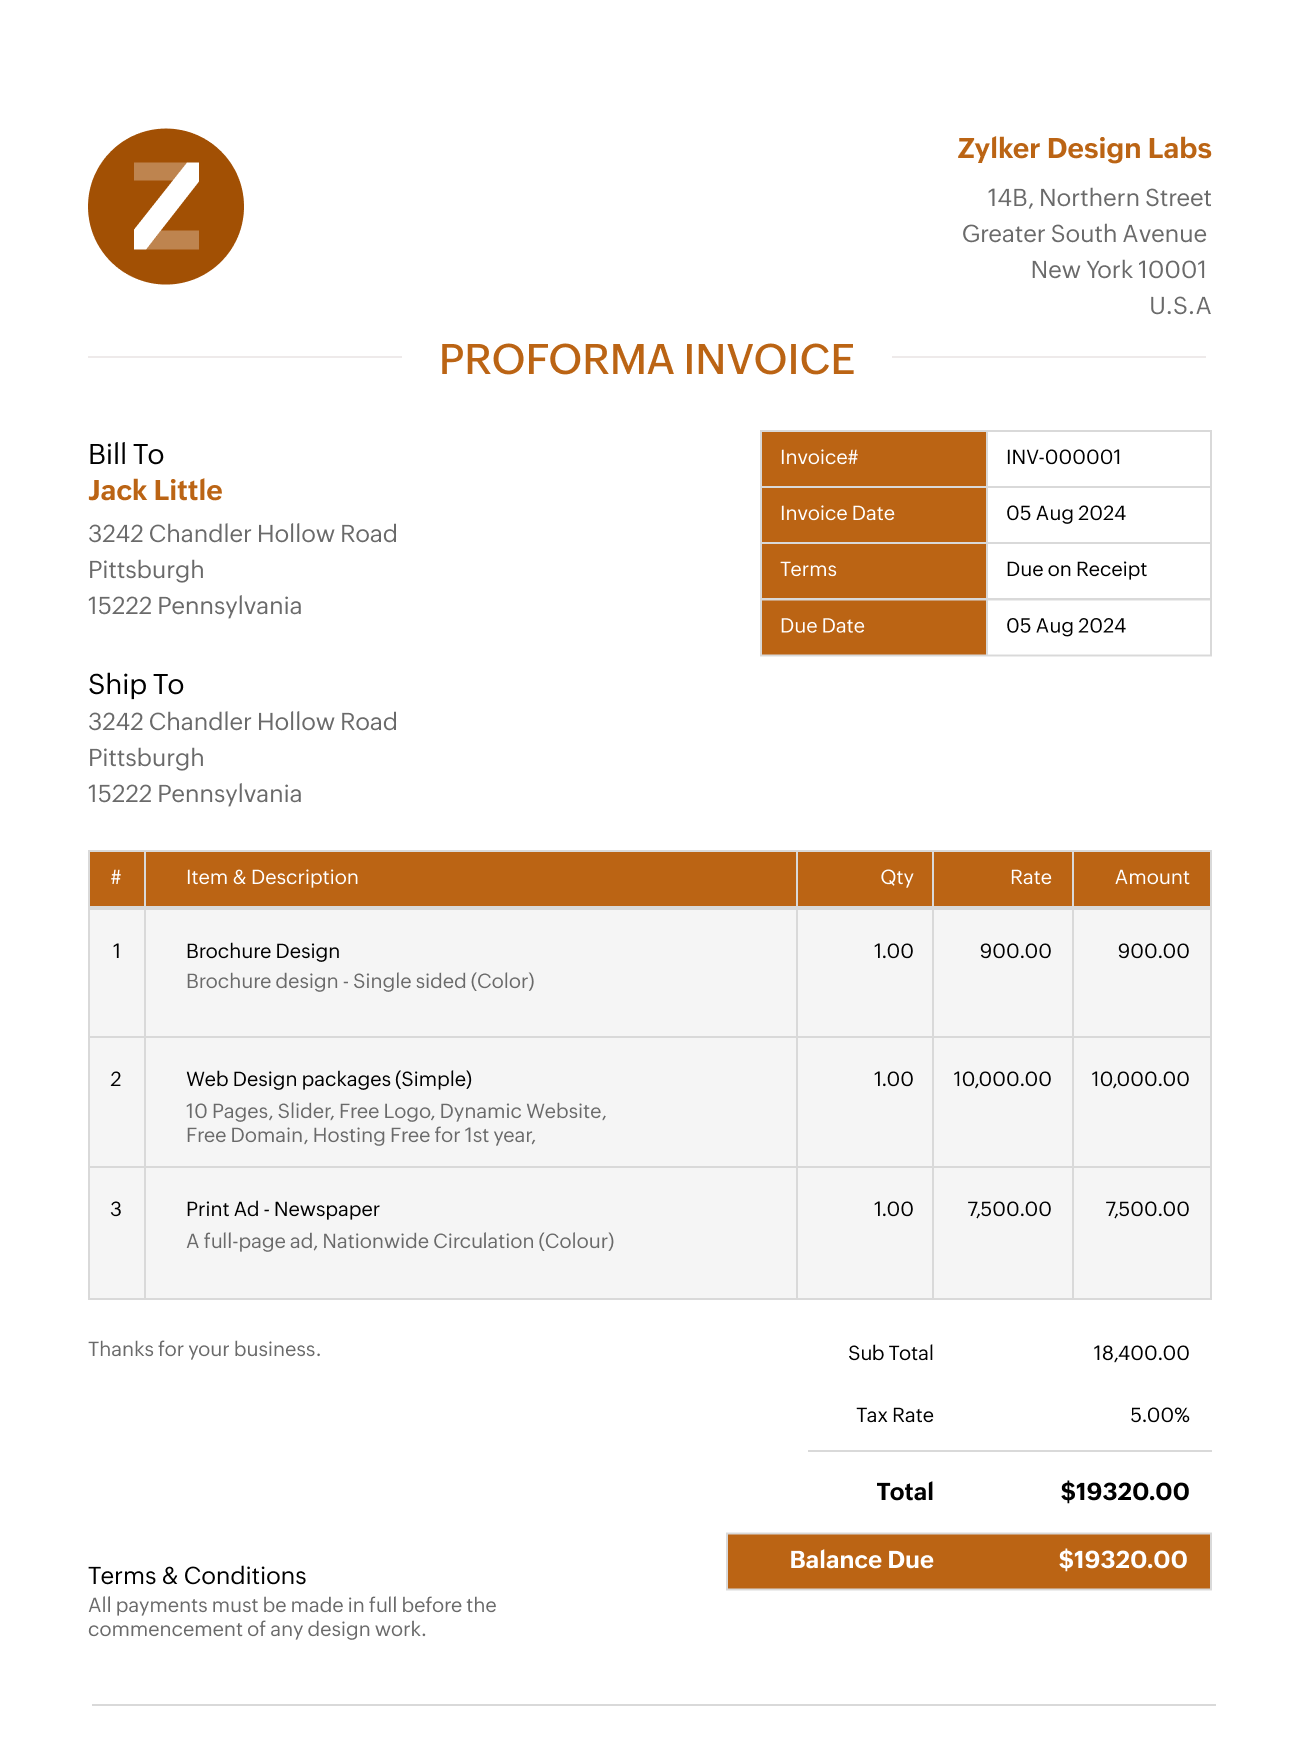 Z
Zylker Design Labs
14B, Northern Street
Greater South Avenue
New York 10001
U.S.A
PROFORMA INVOICE
Bill To
Jack Little
3242 Chandler Hollow Road
Pittsburgh
15222 Pennsylvania
Invoice# INV-000001
Invoice Date 05 Aug 2024
Terms Due on Receipt
Due Date 05 Aug 2024
Ship To
3242 Chandler Hollow Road
Pittsburgh
15222 Pennsylvania
# Item & Description Qty Rate Amount
1 Brochure Design 1.00 900.00 900.00
Brochure design - Single sided (Color)
2 Web Design packages (Simple) 1.00 10,000.00 10,000.00
10 Pages, Slider, Free Logo, Dynamic Website,
Free Domain, Hosting Free for 1st year,
3 Print Ad - Newspaper 1.00 7,500.00 7,500.00
A full-page ad, Nationwide Circulation (Colour)
Thanks for your business.
Sub Total 18,400.00
Tax Rate 5.00%
Total $19320.00
Balance Due $19320.00
Terms & Conditions
All payments must be made in full before the
commencement of any design work.